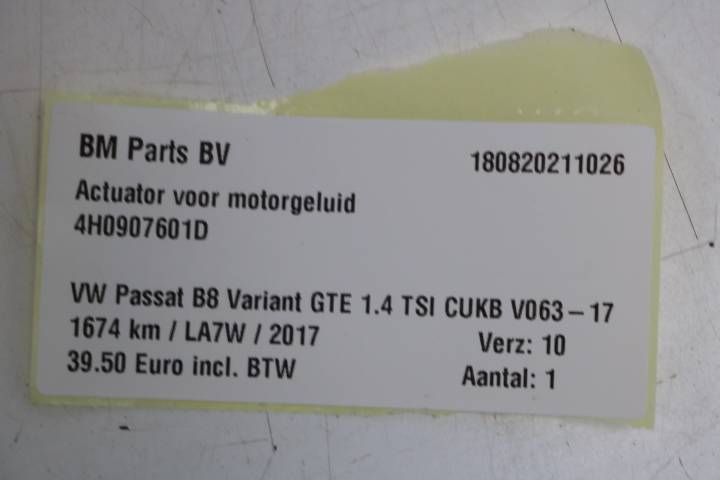 BM Parts BV 180820211026
Actuator voor motorgeluid
4H0907601D
VW Passat B8 Variant GTE 1.4 TSI CUKB V063-17
1674 km / LA7W / 2017 Verz: 10
39.50 Euro incl. BTW Aantal: 1